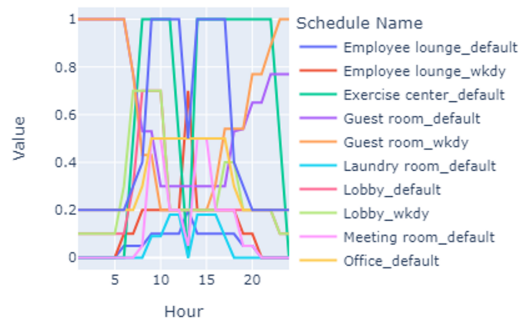 Schedule Name
Employee lounge_default
Employee lounge_wkdy
Exercise center_default
Guest room_default
Guest room_wkdy
Laundry room_default
Lobby_default
Lobby_wkdy
Meeting room_default
Office_default
Value
1
0.8
0.6
0.4
0.2
0
5
10
15
20
Hour